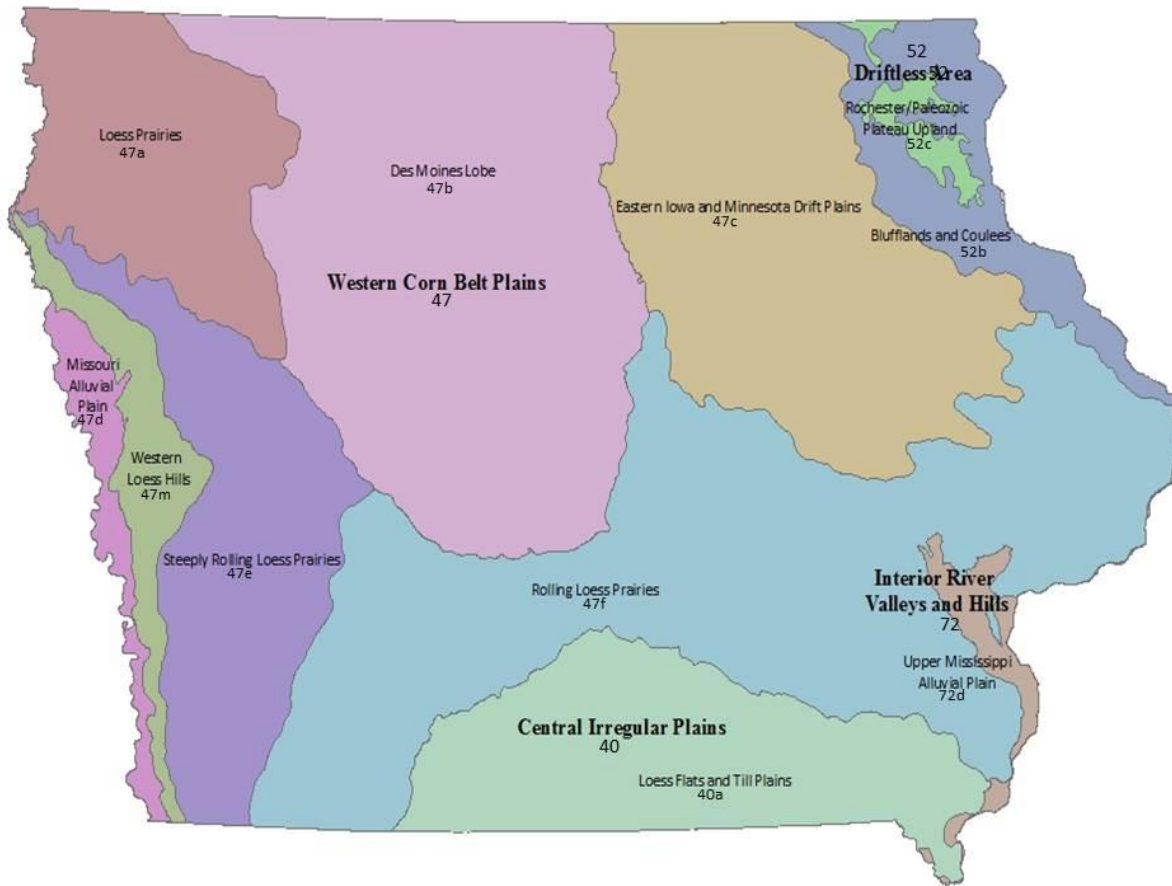 52
52
Driftless Area
Rochester/Paleozoic
Plateau Upland
52c
Loess Prairies
47a
Des Moines Lobe
47b
Eastern Iowa and Minnesota Drift Plains
47c
Blufflands and Coulees
52b
Western Corn Belt Plains
47
Missouri
Alluvial
Plain
47d
Western
Loess Hills
47m
Steeply Rolling Loess Prairies
47e
Rolling Loess Prairies
47f
Interior River
Valleys and Hills
72
Upper Mississippi
Alluvial Plain
72d
Central Irregular Plains
40
Loess Flats and Till Plains
40a